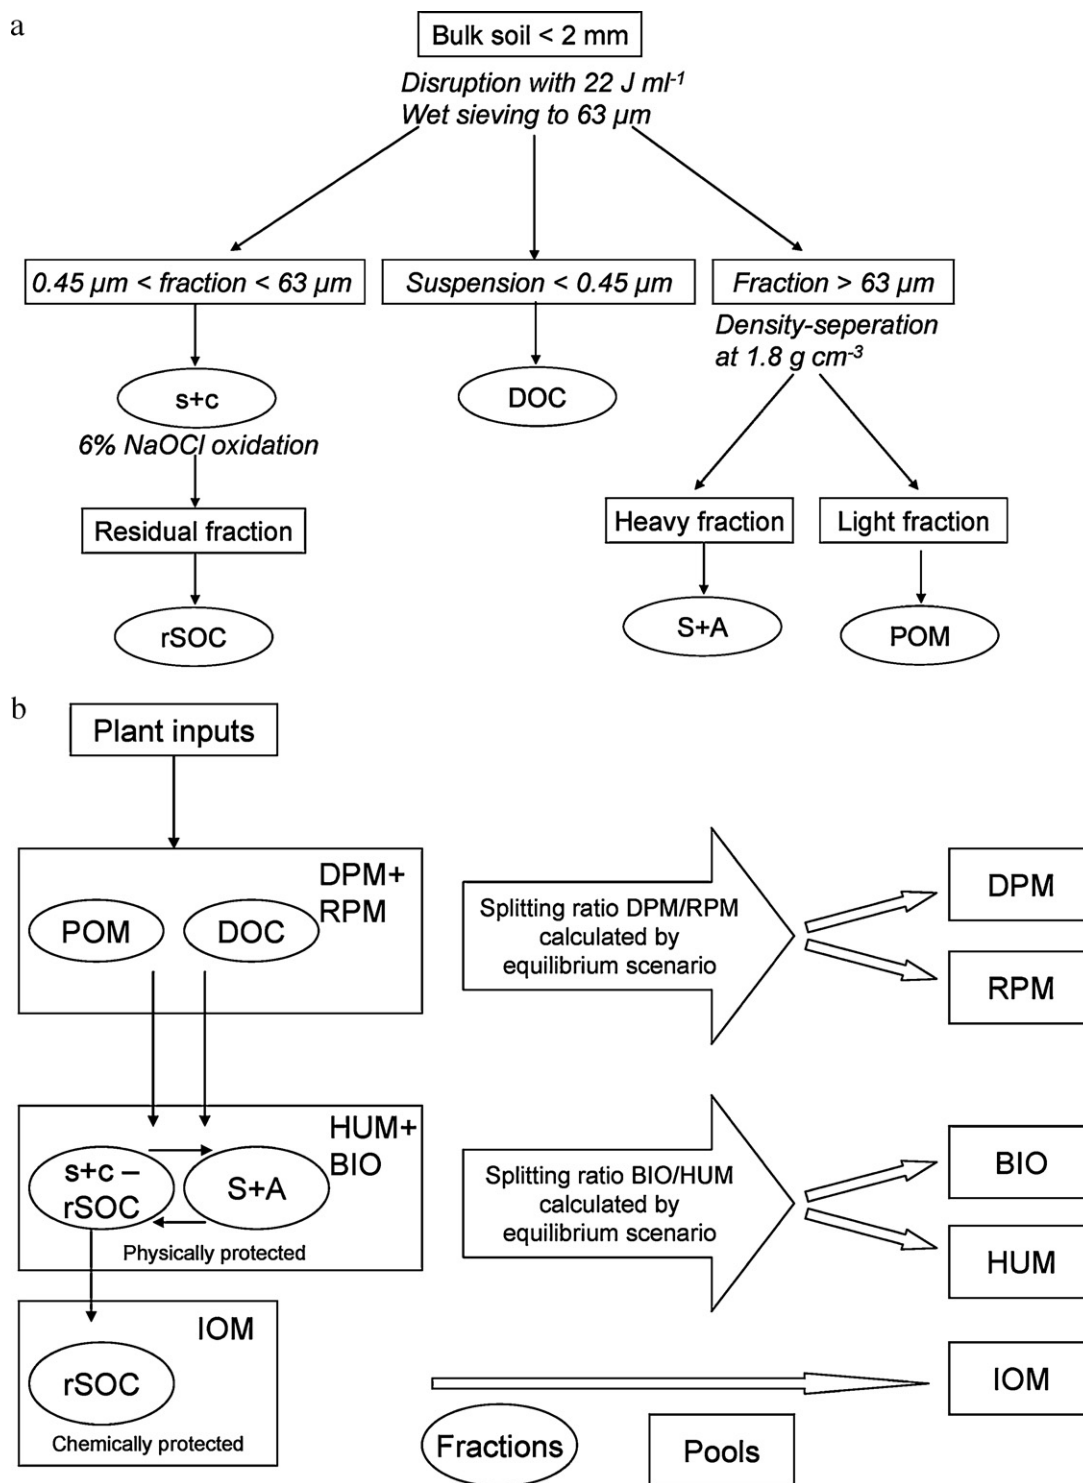 a
Bulk soil < 2 mm
Disruption with 22 J ml-1
Wet sieving to 63 µm
0.45 µm < fraction < 63 µm
Suspension < 0.45 µm
Fraction > 63 µm
Density-seperation
at 1.8 g cm-3
s+c
DOC
6% NaOCl oxidation
Residual fraction
Heavy fraction
Light fraction
rSOC
S+A
POM
b
Plant inputs
DPM+
RPM
POM
DOC
Splitting ratio DPM/RPM
calculated by
equilibrium scenario
DPM
RPM
HUM+
BIO
s+c –
rSOC
S+A
Physically protected
Splitting ratio BIO/HUM
calculated by
equilibrium scenario
BIO
HUM
IOM
rSOC
Chemically protected
IOM
Fractions
Pools